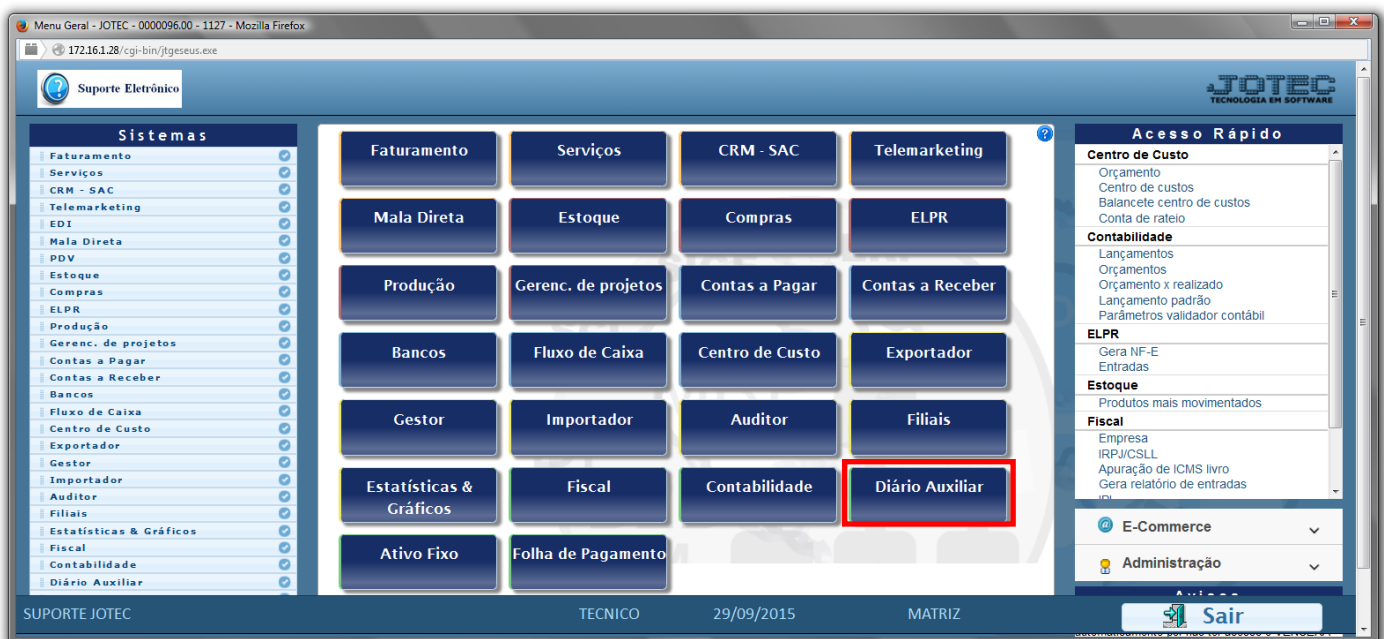 Menu Geral - JOTEC - 0000096.00 - 1127 - Mozilla Firefox
172.16.1.28/cgi-bin/jtgeseus.exe
Suporte Eletrônico
JOTEC
TECNOLOGIA EM SOFTWARE
Sistemas
Faturamento
Serviços
CRM - SAC
Telemarketing
EDI
Mala Direta
PDV
Estoque
Compras
ELPR
Produção
Gerenc. de projetos
Contas a Pagar
Contas a Receber
Bancos
Fluxo de Caixa
Centro de Custo
Exportador
Gestor
Importador
Auditor
Filiais
Estatísticas & Gráficos
Fiscal
Contabilidade
Diário Auxiliar
Faturamento
Serviços
CRM - SAC
Telemarketing
Mala Direta
Estoque
Compras
ELPR
Produção
Gerenc. de projetos
Contas a Pagar
Contas a Receber
Bancos
Fluxo de Caixa
Centro de Custo
Exportador
Gestor
Importador
Auditor
Filiais
Estatísticas &
Gráficos
Fiscal
Contabilidade
Diário Auxiliar
Ativo Fixo
Folha de Pagamento
Acesso Rápido
Centro de Custo
Orçamento
Centro de custos
Balancete centro de custos
Conta de rateio
Contabilidade
Lançamentos
Orçamentos
Orçamento x realizado
Lançamento padrão
Parâmetros validador contábil
ELPR
Gera NF-E
Entradas
Estoque
Produtos mais movimentados
Fiscal
Empresa
IRPJ/CSLL
Apuração de ICMS livro
Gera relatório de entradas
IPI
E-Commerce
Administração
Avisos
SUPORTE JOTEC
TECNICO
29/09/2015
MATRIZ
Sair